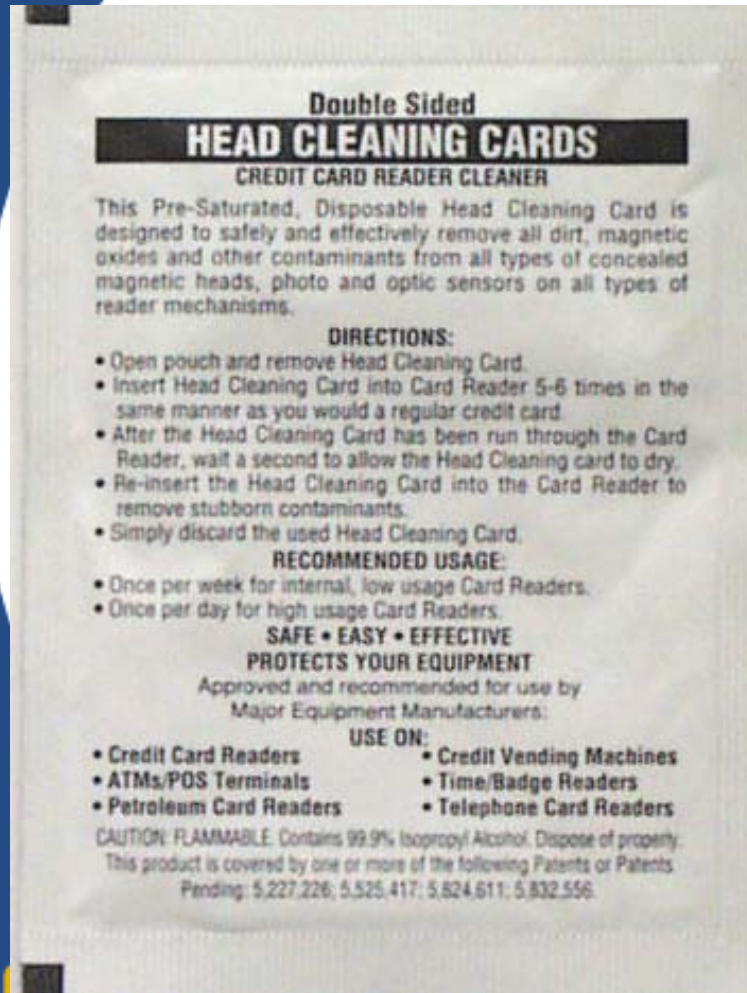 Double Sided
HEAD CLEANING CARDS
CREDIT CARD READER CLEANER
This Pre-Saturated, Disposable Head Cleaning Card is
designed to safely and effectively remove all dirt, magnetic
oxides and other contaminants from all types of concealed
magnetic heads, photo and optic sensors on all types of
reader mechanisms.
DIRECTIONS:
• Open pouch and remove Head Cleaning Card.
• Insert Head Cleaning Card into Card Reader 5-6 times in the
same manner as you would a regular credit card.
• After the Head Cleaning Card has been run through the Card
Reader, wait a second to allow the Head Cleaning card to dry.
• Re-insert the Head Cleaning Card into the Card Reader to
remove stubborn contaminants.
• Simply discard the used Head Cleaning Card.
RECOMMENDED USAGE:
• Once per week for internal, low usage Card Readers.
• Once per day for high usage Card Readers.
SAFE • EASY • EFFECTIVE
PROTECTS YOUR EQUIPMENT
Approved and recommended for use by
Major Equipment Manufacturers:
USE ON:
• Credit Card Readers • Credit Vending Machines
• ATMs/POS Terminals • Time/Badge Readers
• Petroleum Card Readers • Telephone Card Readers
CAUTION: FLAMMABLE. Contains 99.9% Isopropyl Alcohol. Dispose of properly.
This product is covered by one or more of the following Patents or Patents
Pending: 5,227,226; 5,525,417; 5,824,611; 5,832,556.